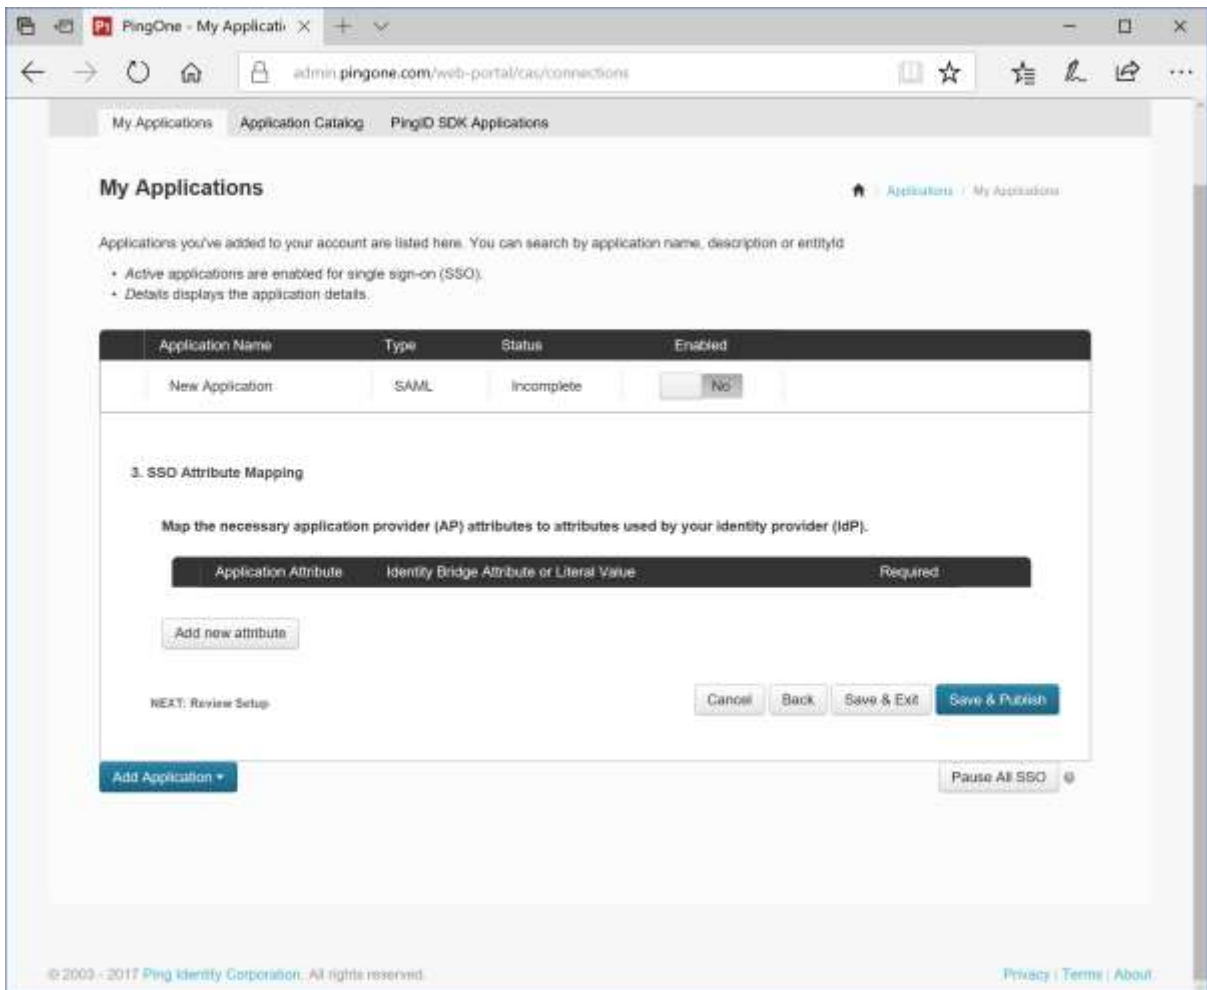 PingOne - My Applicati
admin.pingone.com/web-portal/cas/connections
My Applications Application Catalog PingID SDK Applications
My Applications
Applications / My Applications
Applications you've added to your account are listed here. You can search by application name, description or entityId
• Active applications are enabled for single sign-on (SSO).
• Details displays the application details.
Application Name Type Status Enabled
New Application SAML Incomplete No
3. SSO Attribute Mapping
Map the necessary application provider (AP) attributes to attributes used by your identity provider (IdP).
Application Attribute Identity Bridge Attribute or Literal Value Required
Add new attribute
NEXT: Review Setup Cancel Back Save & Exit Save & Publish
Add Application Pause All SSO
© 2003 - 2017 Ping Identity Corporation. All rights reserved. Privacy | Terms | About